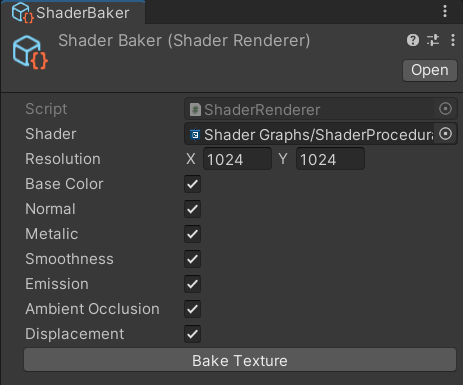 ShaderBaker
Shader Baker (Shader Renderer)
Open
Script ShaderRenderer
Shader Shader Graphs/ShaderProcedura
Resolution X 1024 Y 1024
Base Color
Normal
Metalic
Smoothness
Emission
Ambient Occlusion
Displacement
Bake Texture